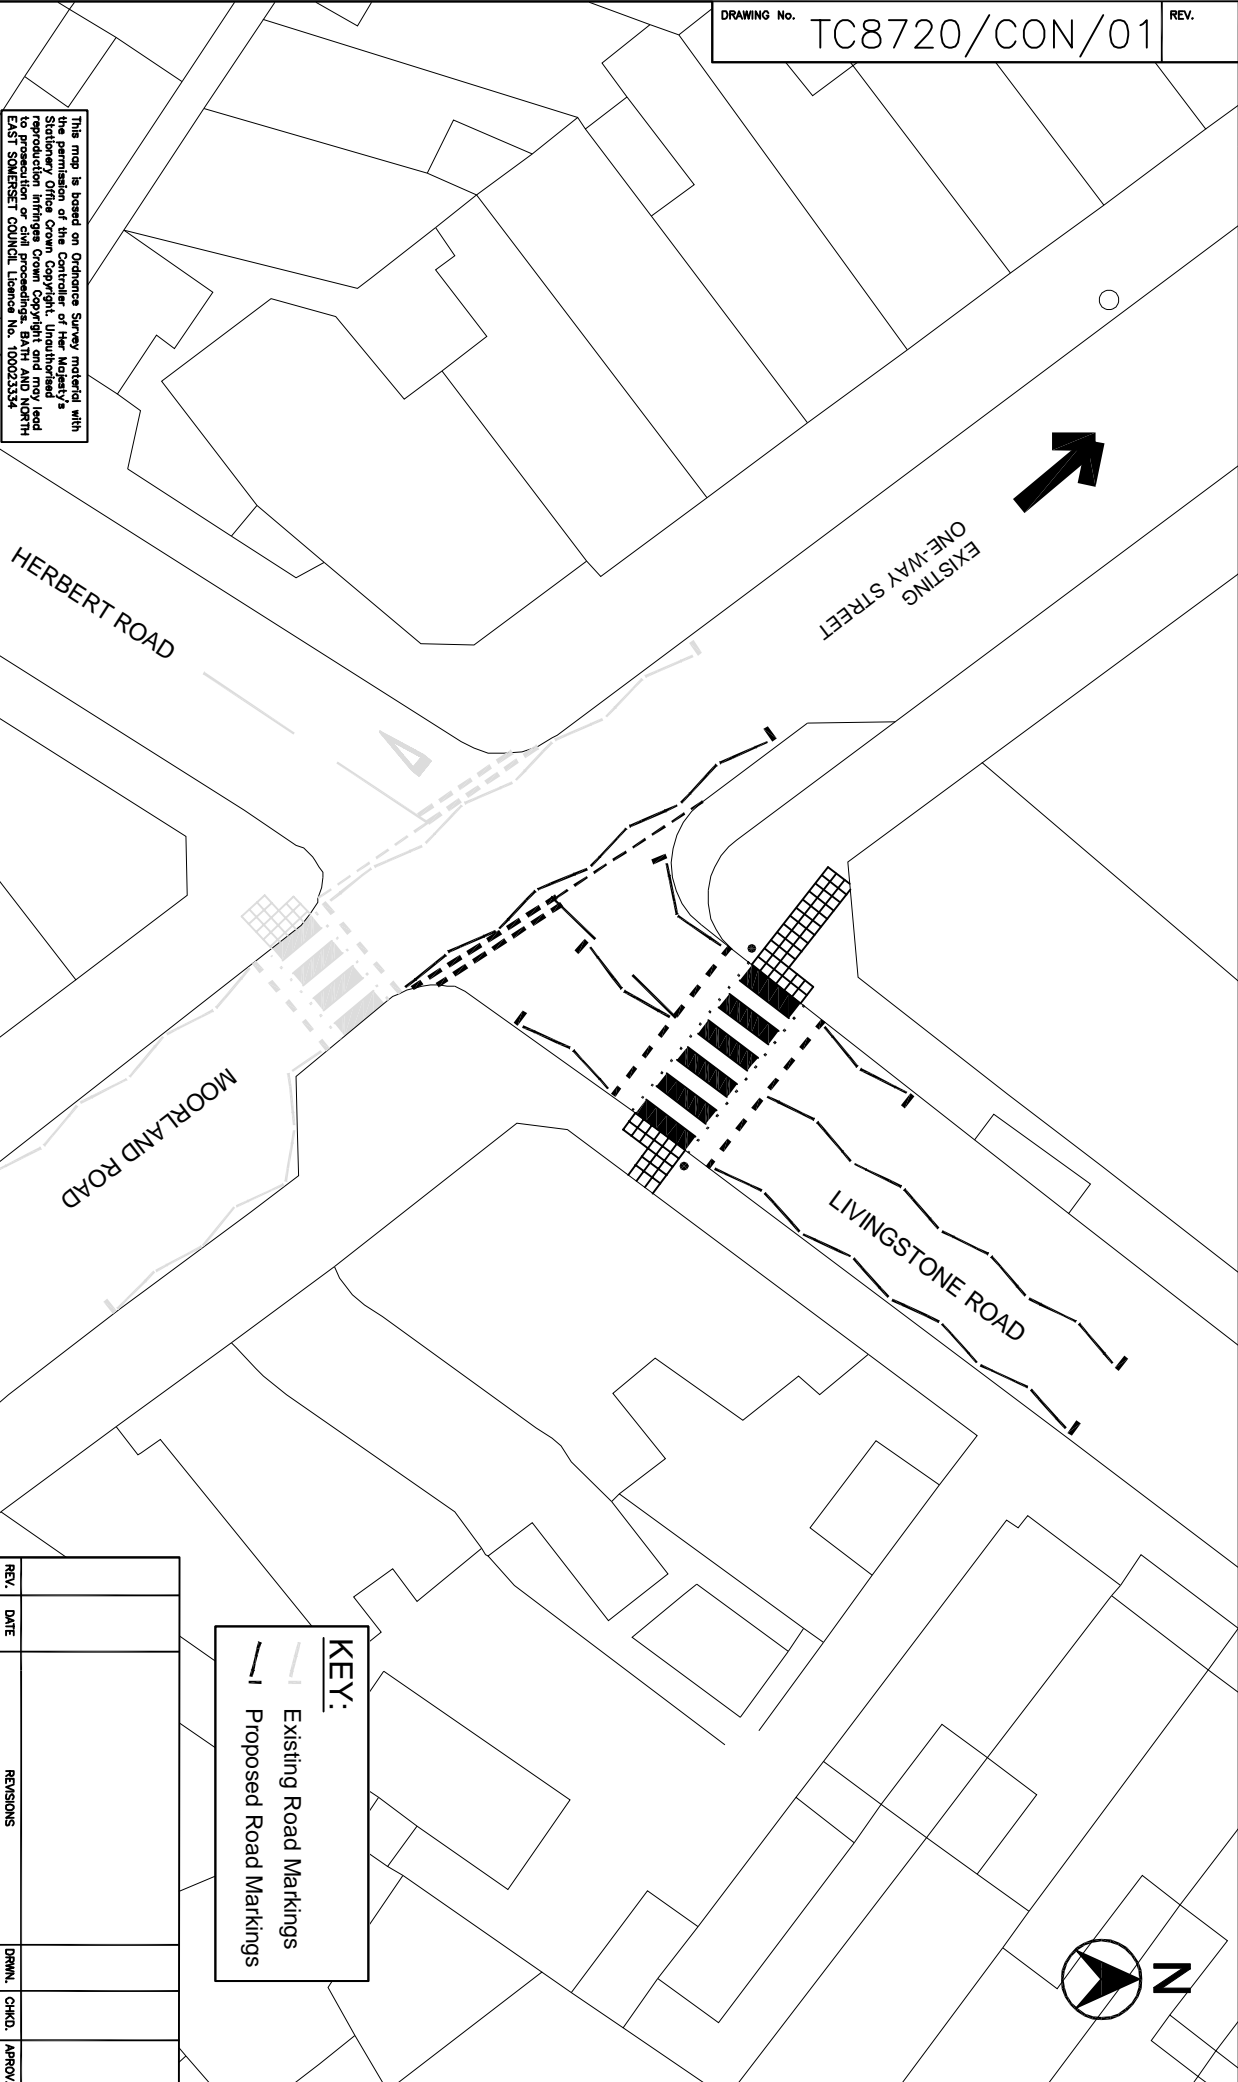 DRAWING No.
TC8720/CON/01
REV.
This map is based on Ordnance Survey material with
the permission of the Controller of Her Majesty's
Stationery Office Crown Copyright. Unauthorised
reproduction infringes Crown Copyright and may lead
to prosecution or civil proceedings. BATH AND NORTH
EAST SOMERSET COUNCIL Licence No. 100023334
EXISTING
ONE-WAY STREET
HERBERT ROAD
MOORLAND ROAD
LIVINGSTONE ROAD
KEY:
Existing Road Markings
Proposed Road Markings
N
REV.
DATE
REVISIONS
DRWN.
CHKD.
APROV.